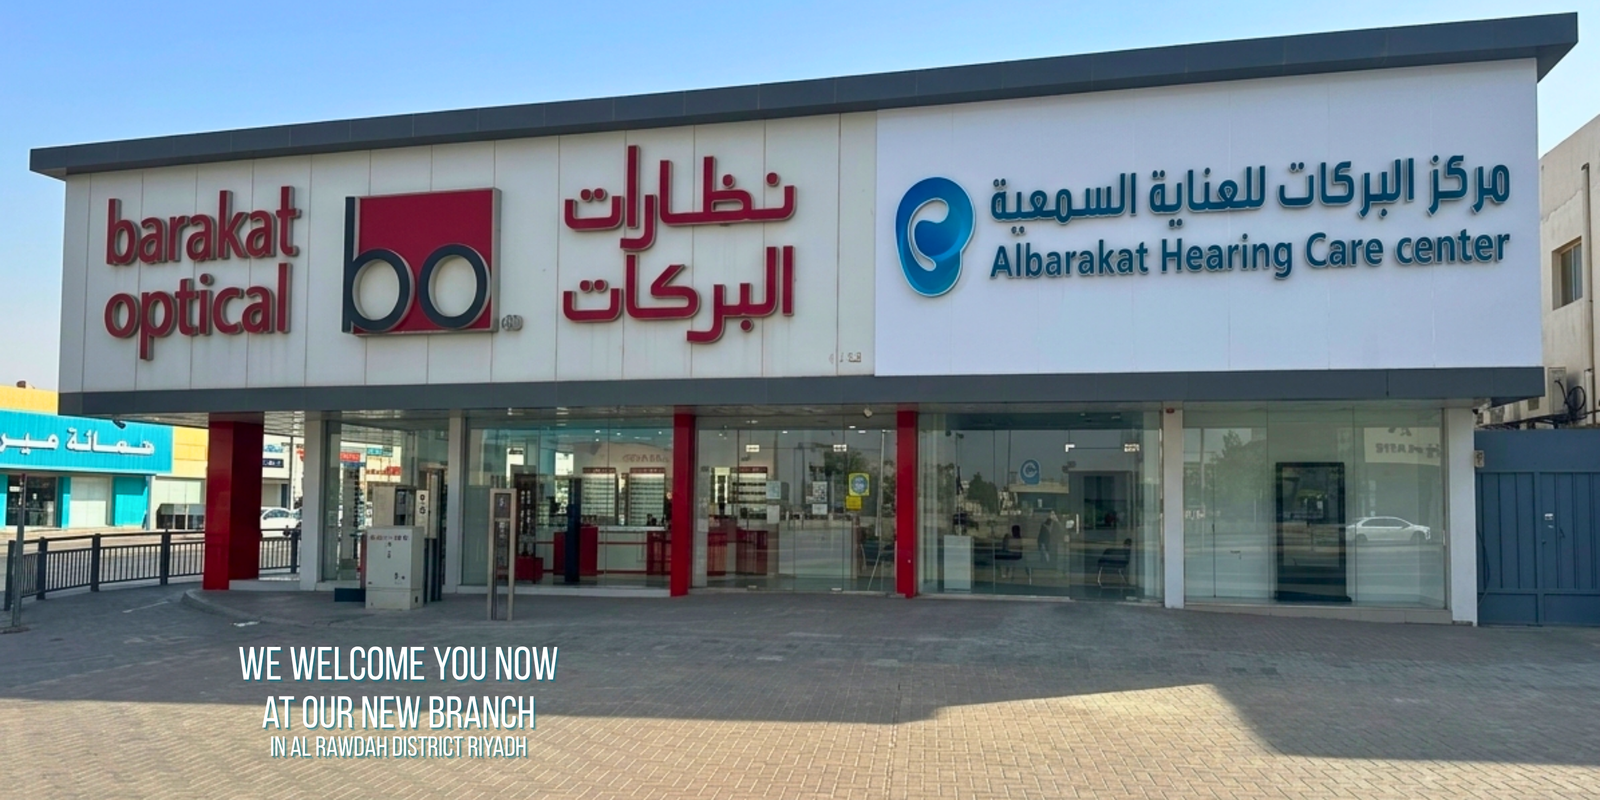 barakat
optical
bo
نظارات
البركات
مركز البركات للعناية السمعية
Albarakat Hearing Care center
WE WELCOME YOU NOW
AT OUR NEW BRANCH
IN AL RAWDAH DISTRICT RIYADH